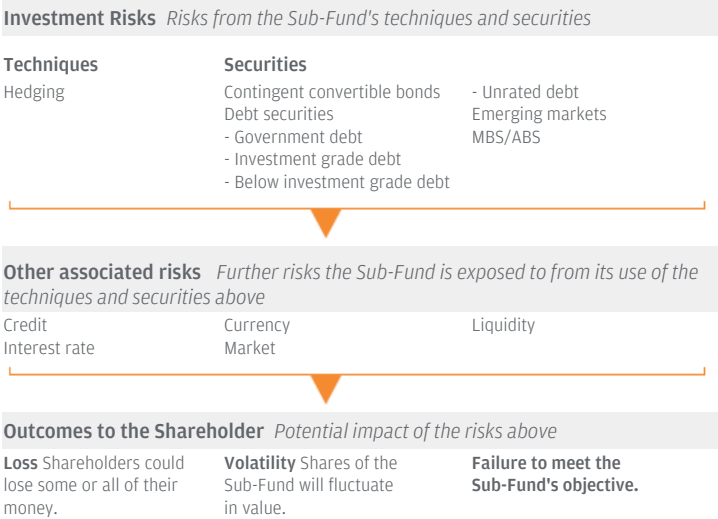 Investment Risks Risks from the Sub-Fund's techniques and securities
Techniques
Hedging
Securities
Contingent convertible bonds
Debt securities
- Government debt
- Investment grade debt
- Below investment grade debt
- Unrated debt
Emerging markets
MBS/ABS
Other associated risks Further risks the Sub-Fund is exposed to from its use of the
techniques and securities above
Credit
Interest rate
Currency
Market
Liquidity
Outcomes to the Shareholder Potential impact of the risks above
Loss Shareholders could
lose some or all of their
money.
Volatility Shares of the
Sub-Fund will fluctuate
in value.
Failure to meet the
Sub-Fund's objective.